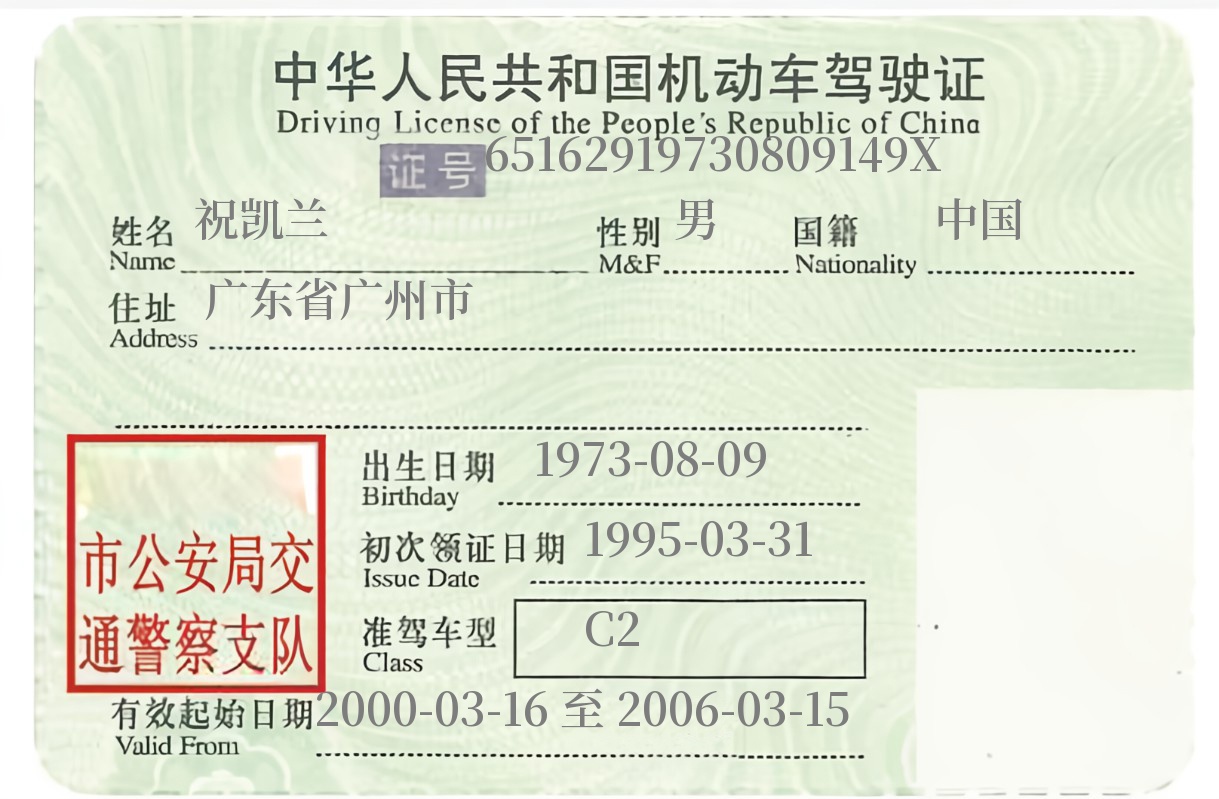 中华人民共和国机动车驾驶证
Driving License of the People's Republic of China
证号 65162919730809149X
姓名 祝凯兰 性别 男 国籍 中国
Name M&F Nationality
住址 广东省广州市
Address
出生日期 1973-08-09
Birthday
初次领证日期 1995-03-31
Issue Date
市公安局交
通警察支队
准驾车型 C2
Class
有效起始日期 2000-03-16 至 2006-03-15
Valid From